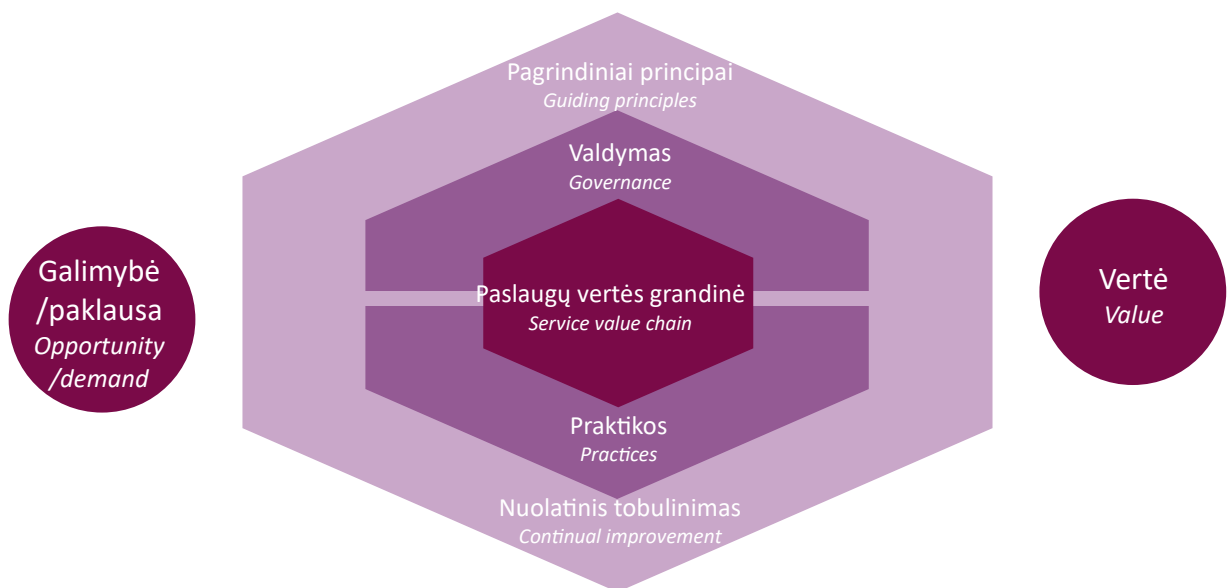 Pagrindiniai principai
Guiding principles
Valdymas
Governance
Galimybė
/paklausa
Opportunity
/demand
Paslaugų vertės grandinė
Service value chain
Vertė
Value
Praktikos
Practices
Nuolatinis tobulinimas
Continual improvement